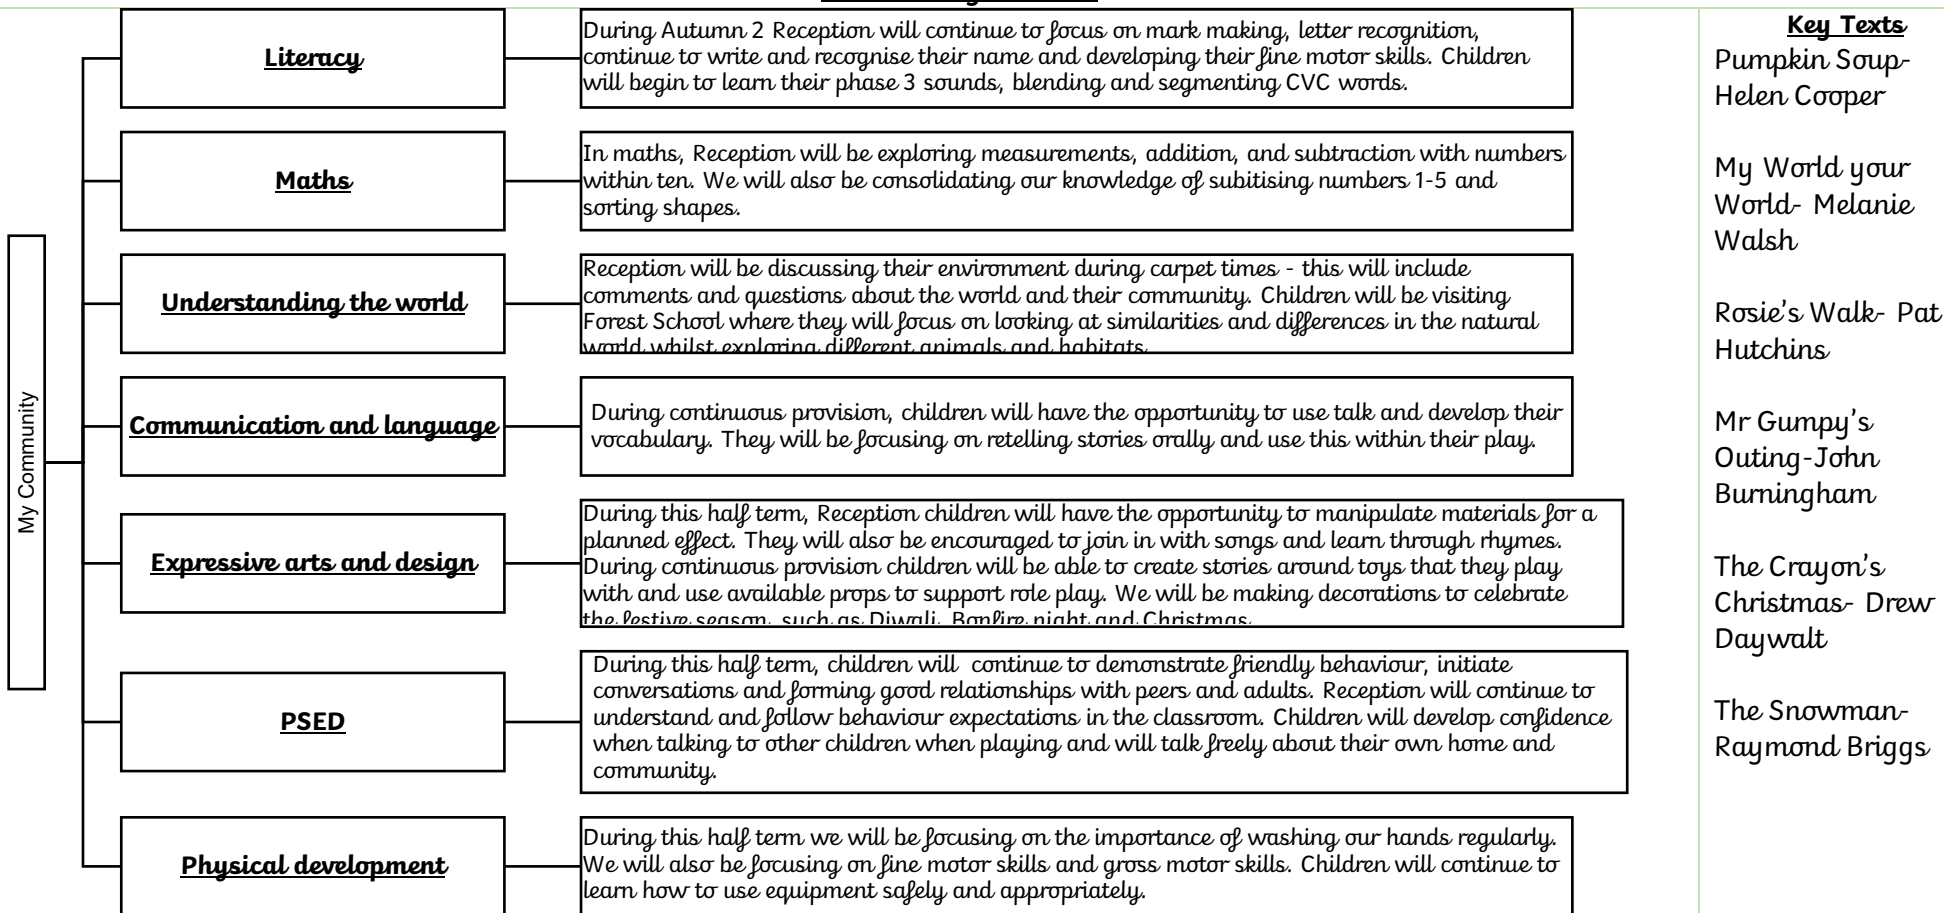 My Community
Literacy
During Autumn 2 Reception will continue to focus on mark making, letter recognition,
continue to write and recognise their name and developing their fine motor skills. Children
will begin to learn their phase 3 sounds, blending and segmenting CVC words.
Maths
In maths, Reception will be exploring measurements, addition, and subtraction with numbers
within ten. We will also be consolidating our knowledge of subitising numbers 1-5 and
sorting shapes.
Understanding the world
Reception will be discussing their environment during carpet times - this will include
comments and questions about the world and their community. Children will be visiting
Forest School where they will focus on looking at similarities and differences in the natural
world whilst exploring different animals and habitats
Communication and language
During continuous provision, children will have the opportunity to use talk and develop their
vocabulary. They will be focusing on retelling stories orally and use this within their play.
Expressive arts and design
During this half term, Reception children will have the opportunity to manipulate materials for a
planned effect. They will also be encouraged to join in with songs and learn through rhymes.
During continuous provision children will be able to create stories around toys that they play
with and use available props to support role play. We will be making decorations to celebrate
the festive season, such as Diwali, Bonfire night and Christmas
PSED
During this half term, children will continue to demonstrate friendly behaviour, initiate
conversations and forming good relationships with peers and adults. Reception will continue to
understand and follow behaviour expectations in the classroom. Children will develop confidence
when talking to other children when playing and will talk freely about their own home and
community.
Physical development
During this half term we will be focusing on the importance of washing our hands regularly.
We will also be focusing on fine motor skills and gross motor skills. Children will continue to
learn how to use equipment safely and appropriately.
Key Texts
Pumpkin Soup-
Helen Cooper
My World your
World- Melanie
Walsh
Rosie's Walk- Pat
Hutchins
Mr Gumpy's
Outing-John
Burningham
The Crayon's
Christmas- Drew
Daywalt
The Snowman-
Raymond Briggs